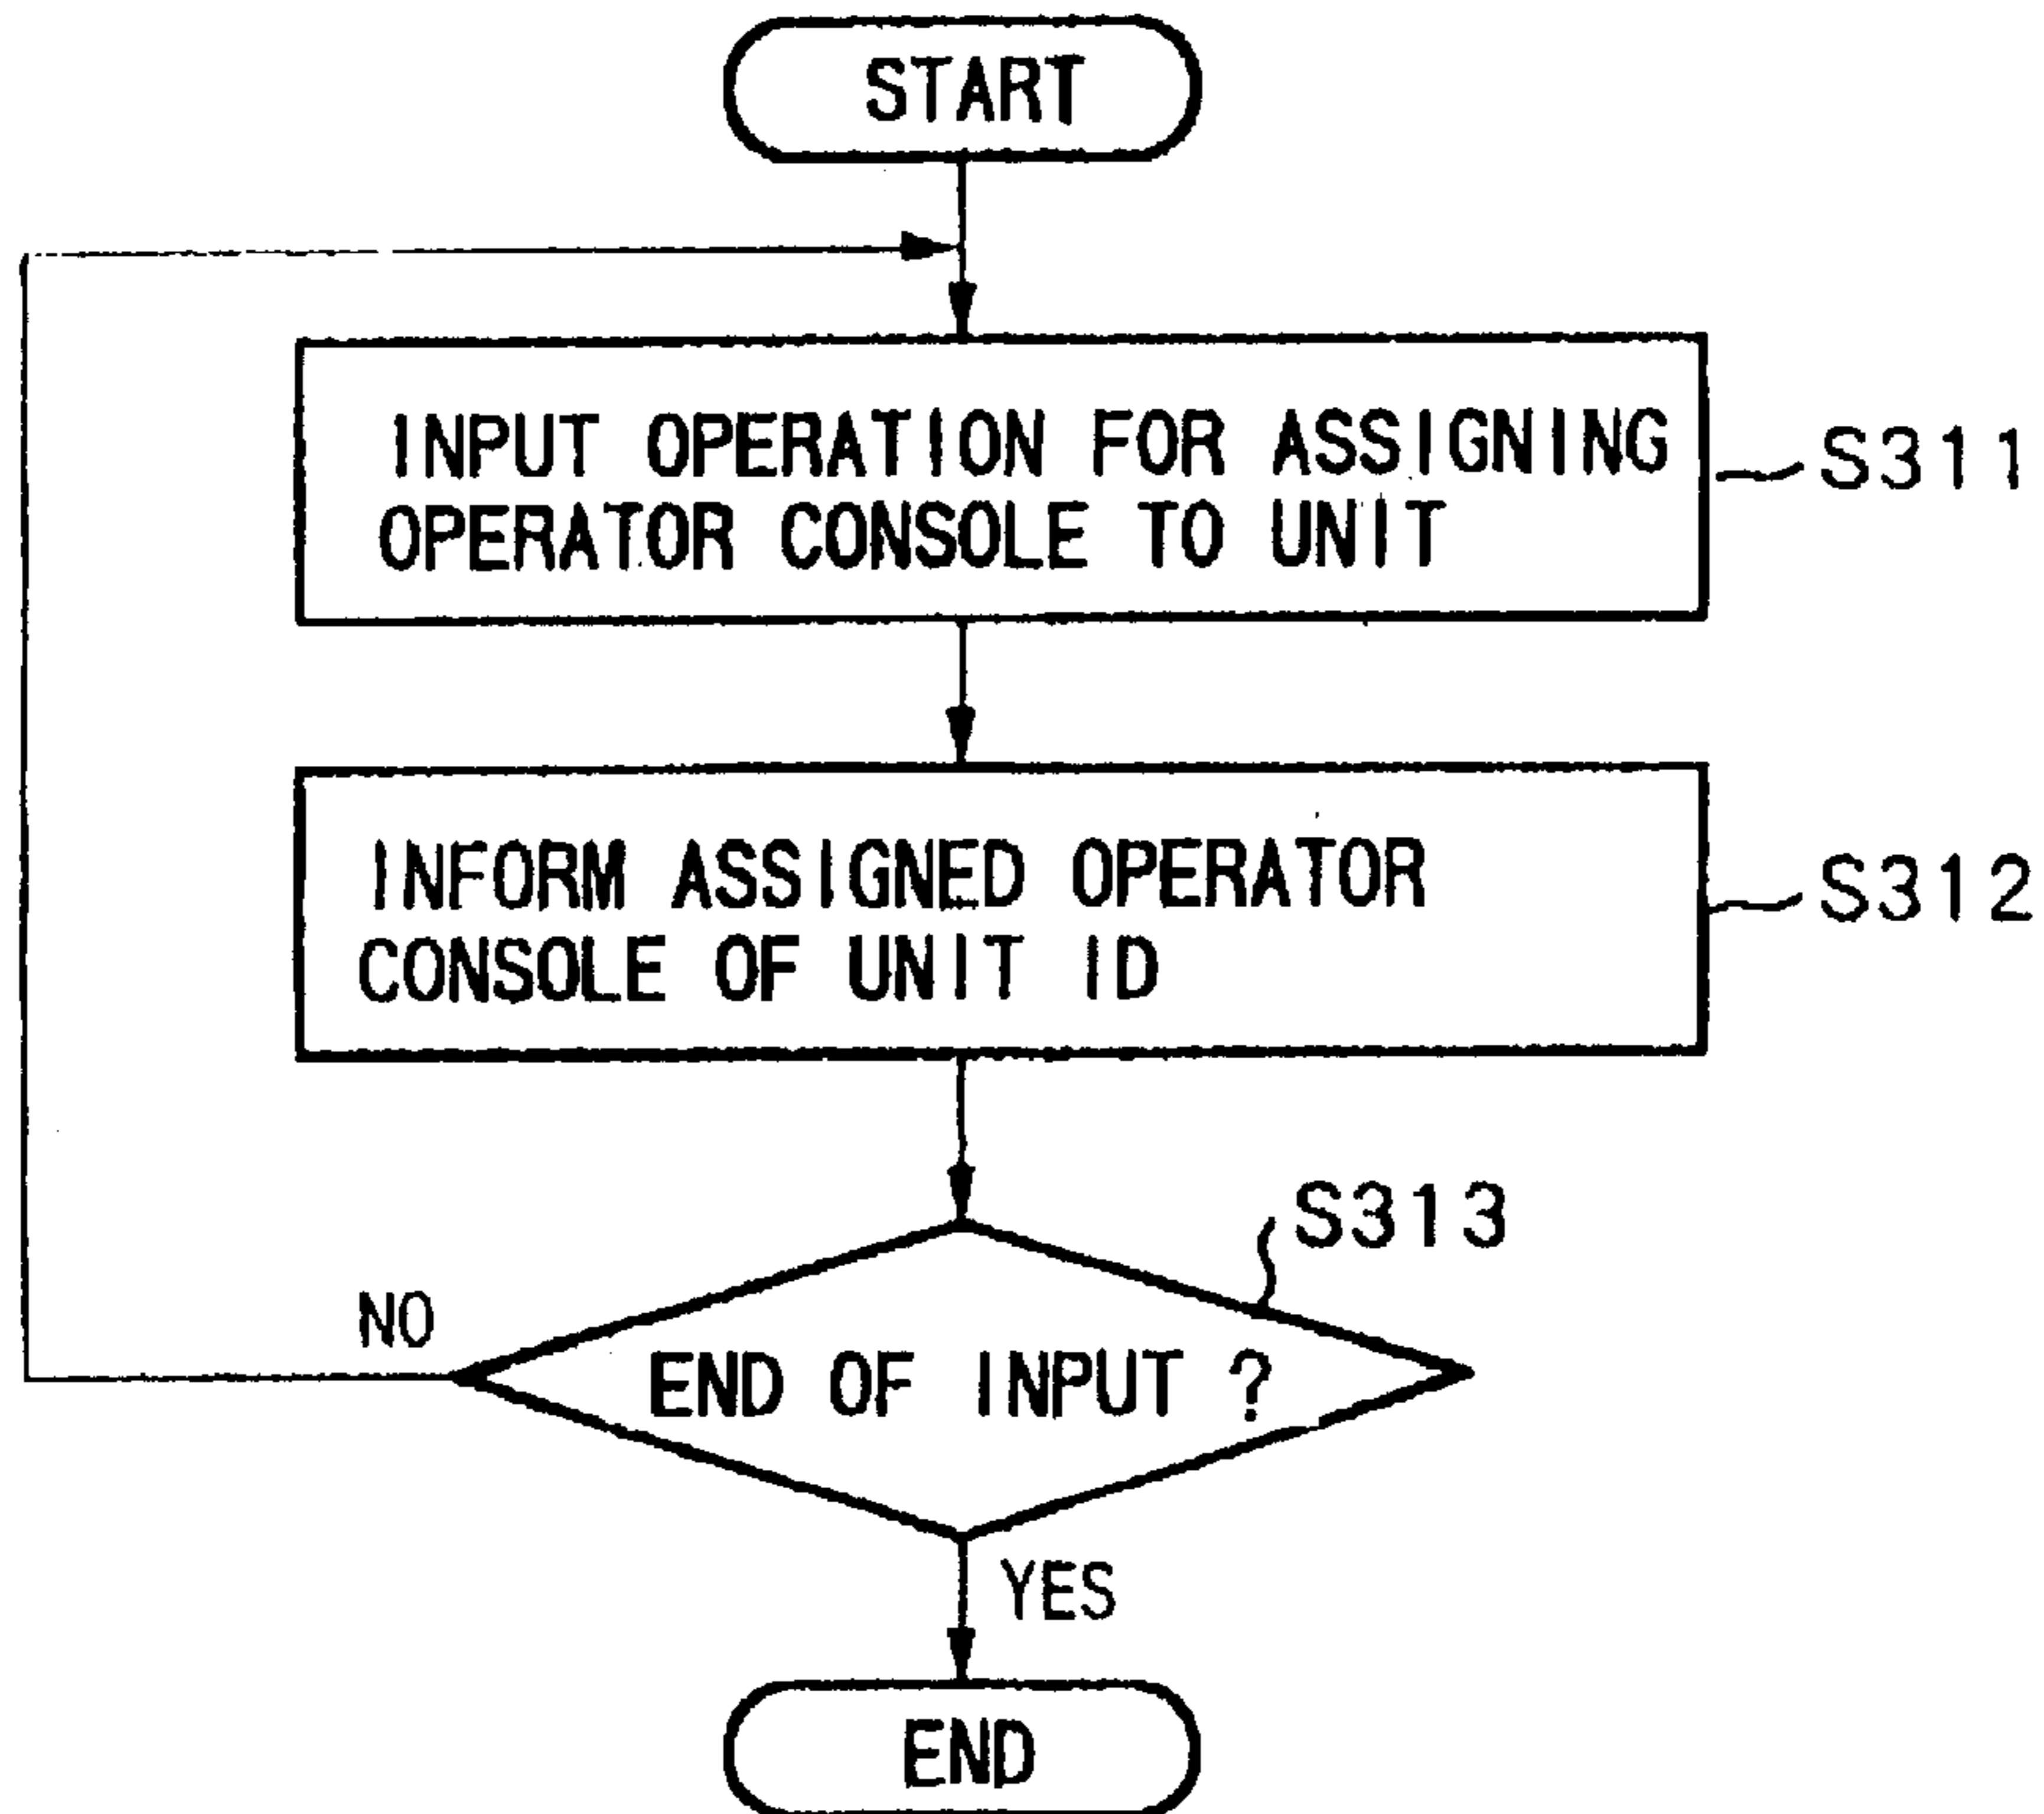 START
INPUT OPERATION FOR ASSIGNING
OPERATOR CONSOLE TO UNIT
S311
INFORM ASSIGNED OPERATOR
CONSOLE OF UNIT ID
S312
S313
NO
END OF INPUT ?
YES
END